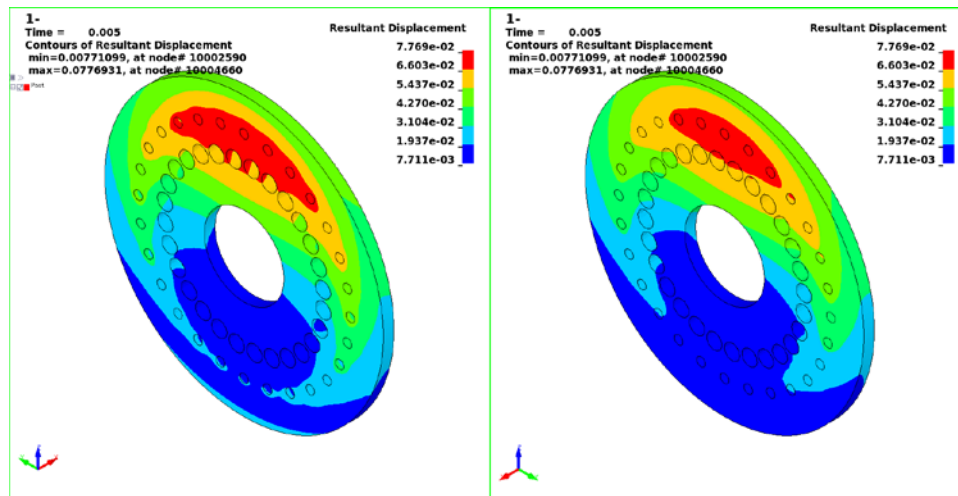 1-
Time =      0.005
Contours of Resultant Displacement
min=0.00771099, at node# 10002590
max=0.0776931, at node# 10004660
Post
Resultant Displacement
7.769e-02
6.603e-02
5.437e-02
4.270e-02
3.104e-02
1.937e-02
7.711e-03
1-
Time =      0.005
Contours of Resultant Displacement
min=0.00771099, at node# 10002590
max=0.0776931, at node# 10004660
Resultant Displacement
7.769e-02
6.603e-02
5.437e-02
4.270e-02
3.104e-02
1.937e-02
7.711e-03